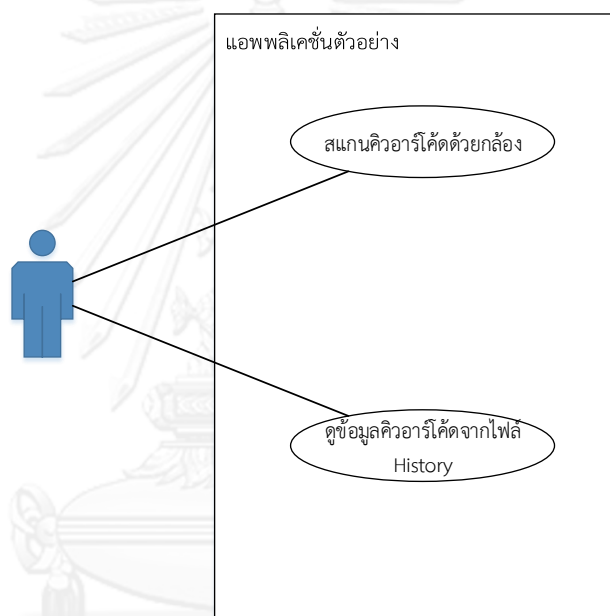 แอพพลิเคชั่นตัวอย่าง
สแกนคิวอาร์โค้ดด้วยกล้อง
ดูข้อมูลคิวอาร์โค้ดจากไฟล์
History